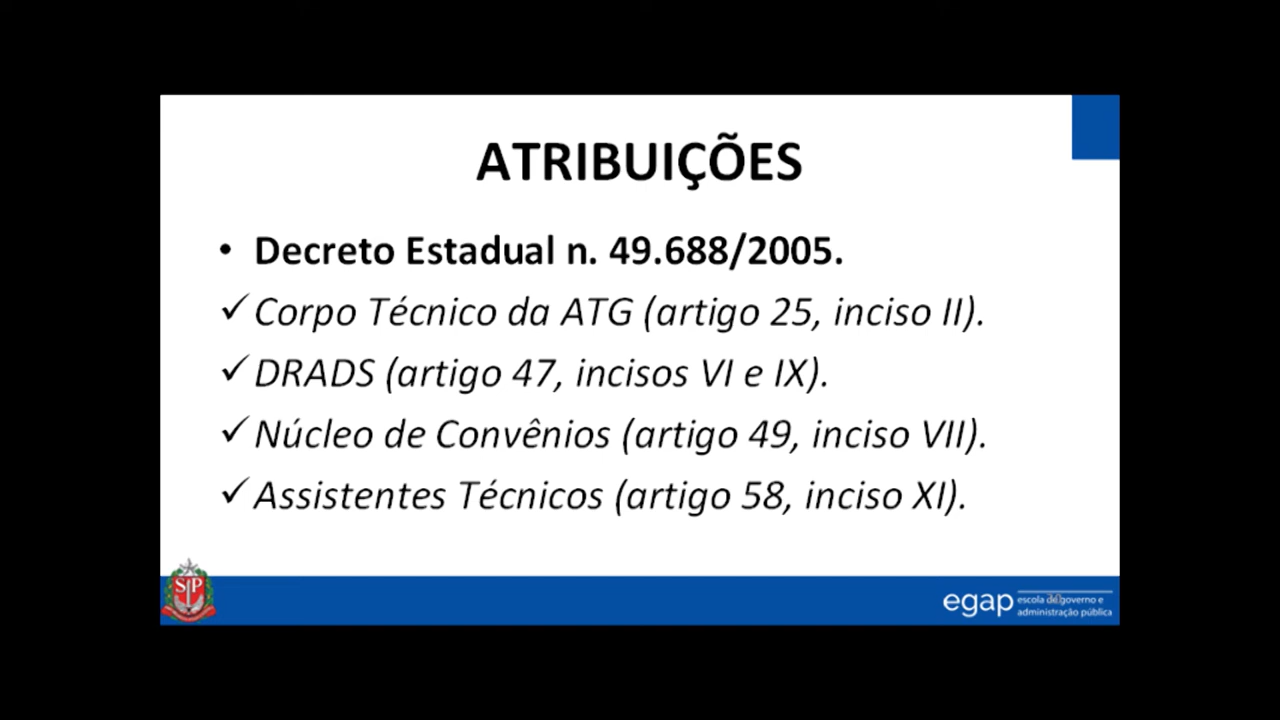 ATRIBUIÇÕES
• Decreto Estadual n. 49.688/2005.
✓ Corpo Técnico da ATG (artigo 25, inciso II).
✓ DRADS (artigo 47, incisos VI e IX).
✓ Núcleo de Convênios (artigo 49, inciso VII).
✓ Assistentes Técnicos (artigo 58, inciso XI).
SP
egap
escola de governo e
administração pública